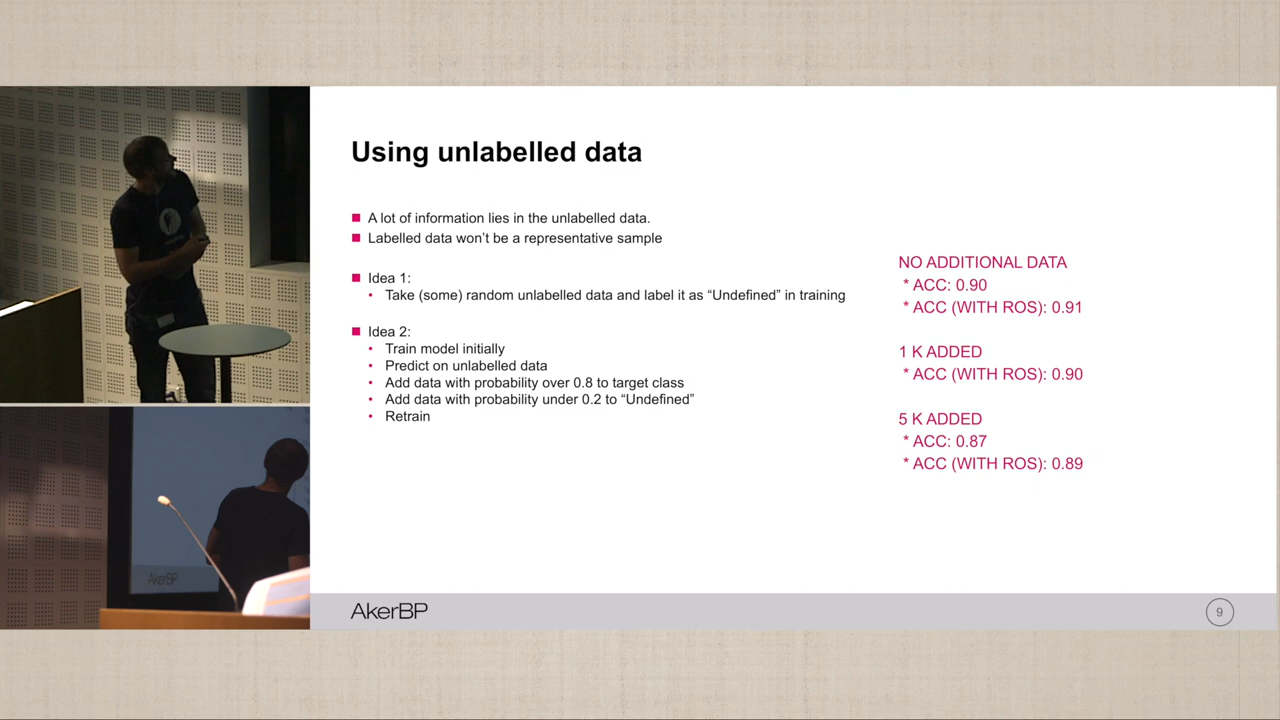 Using unlabelled data
A lot of information lies in the unlabelled data.
Labelled data won't be a representative sample
Idea 1:
Take (some) random unlabelled data and label it as “Undefined” in training
Idea 2:
Train model initially
Predict on unlabelled data
Add data with probability over 0.8 to target class
Add data with probability under 0.2 to “Undefined”
Retrain
NO ADDITIONAL DATA
* ACC: 0.90
* ACC (WITH ROS): 0.91
1 K ADDED
* ACC (WITH ROS): 0.90
5 K ADDED
* ACC: 0.87
* ACC (WITH ROS): 0.89
AkerBP
AkerBP
9